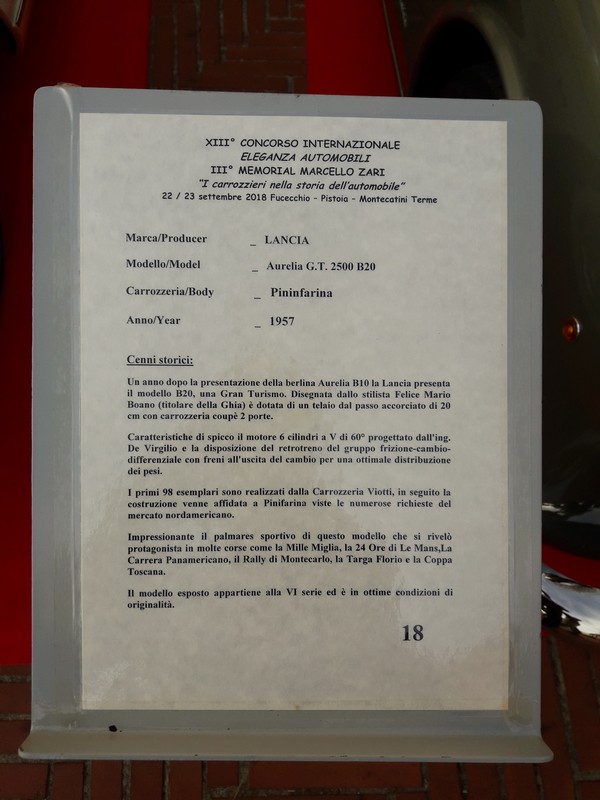 XIII° CONCORSO INTERNAZIONALE
ELEGANZA AUTOMOBILI
III° MEMORIAL MARCELLO ZARI
"I carrozzieri nella storia dell'automobile"
22 / 23 settembre 2018 Fucecchio - Pistoia - Montecatini Terme
Marca/Producer _ LANCIA
Modello/Model _ Aurelia G.T. 2500 B20
Carrozzeria/Body _ Pininfarina
Anno/Year _ 1957
Cenni storici:
Un anno dopo la presentazione della berlina Aurelia B10 la Lancia presenta
il modello B20, una Gran Turismo. Disegnata dallo stilista Felice Mario
Boano (titolare della Ghia) è dotata di un telaio dal passo accorciato di 20
cm con carrozzeria coupè 2 porte.
Caratteristiche di spicco il motore 6 cilindri a V di 60° progettato dall'ing.
De Virgilio e la disposizione del retrotreno del gruppo frizione-cambio-
differenziale con freni all'uscita del cambio per una ottimale distribuzione
dei pesi.
I primi 98 esemplari sono realizzati dalla Carrozzeria Viotti, in seguito la
costruzione venne affidata a Pinifarina viste le numerose richieste del
mercato nordamericano.
Impressionante il palmares sportivo di questo modello che si rivelò
protagonista in molte corse come la Mille Miglia, la 24 Ore di Le Mans,La
Carrera Panamericano, il Rally di Montecarlo, la Targa Florio e la Coppa
Toscana.
Il modello esposto appartiene alla VI serie ed è in ottime condizioni di
originalità.
18